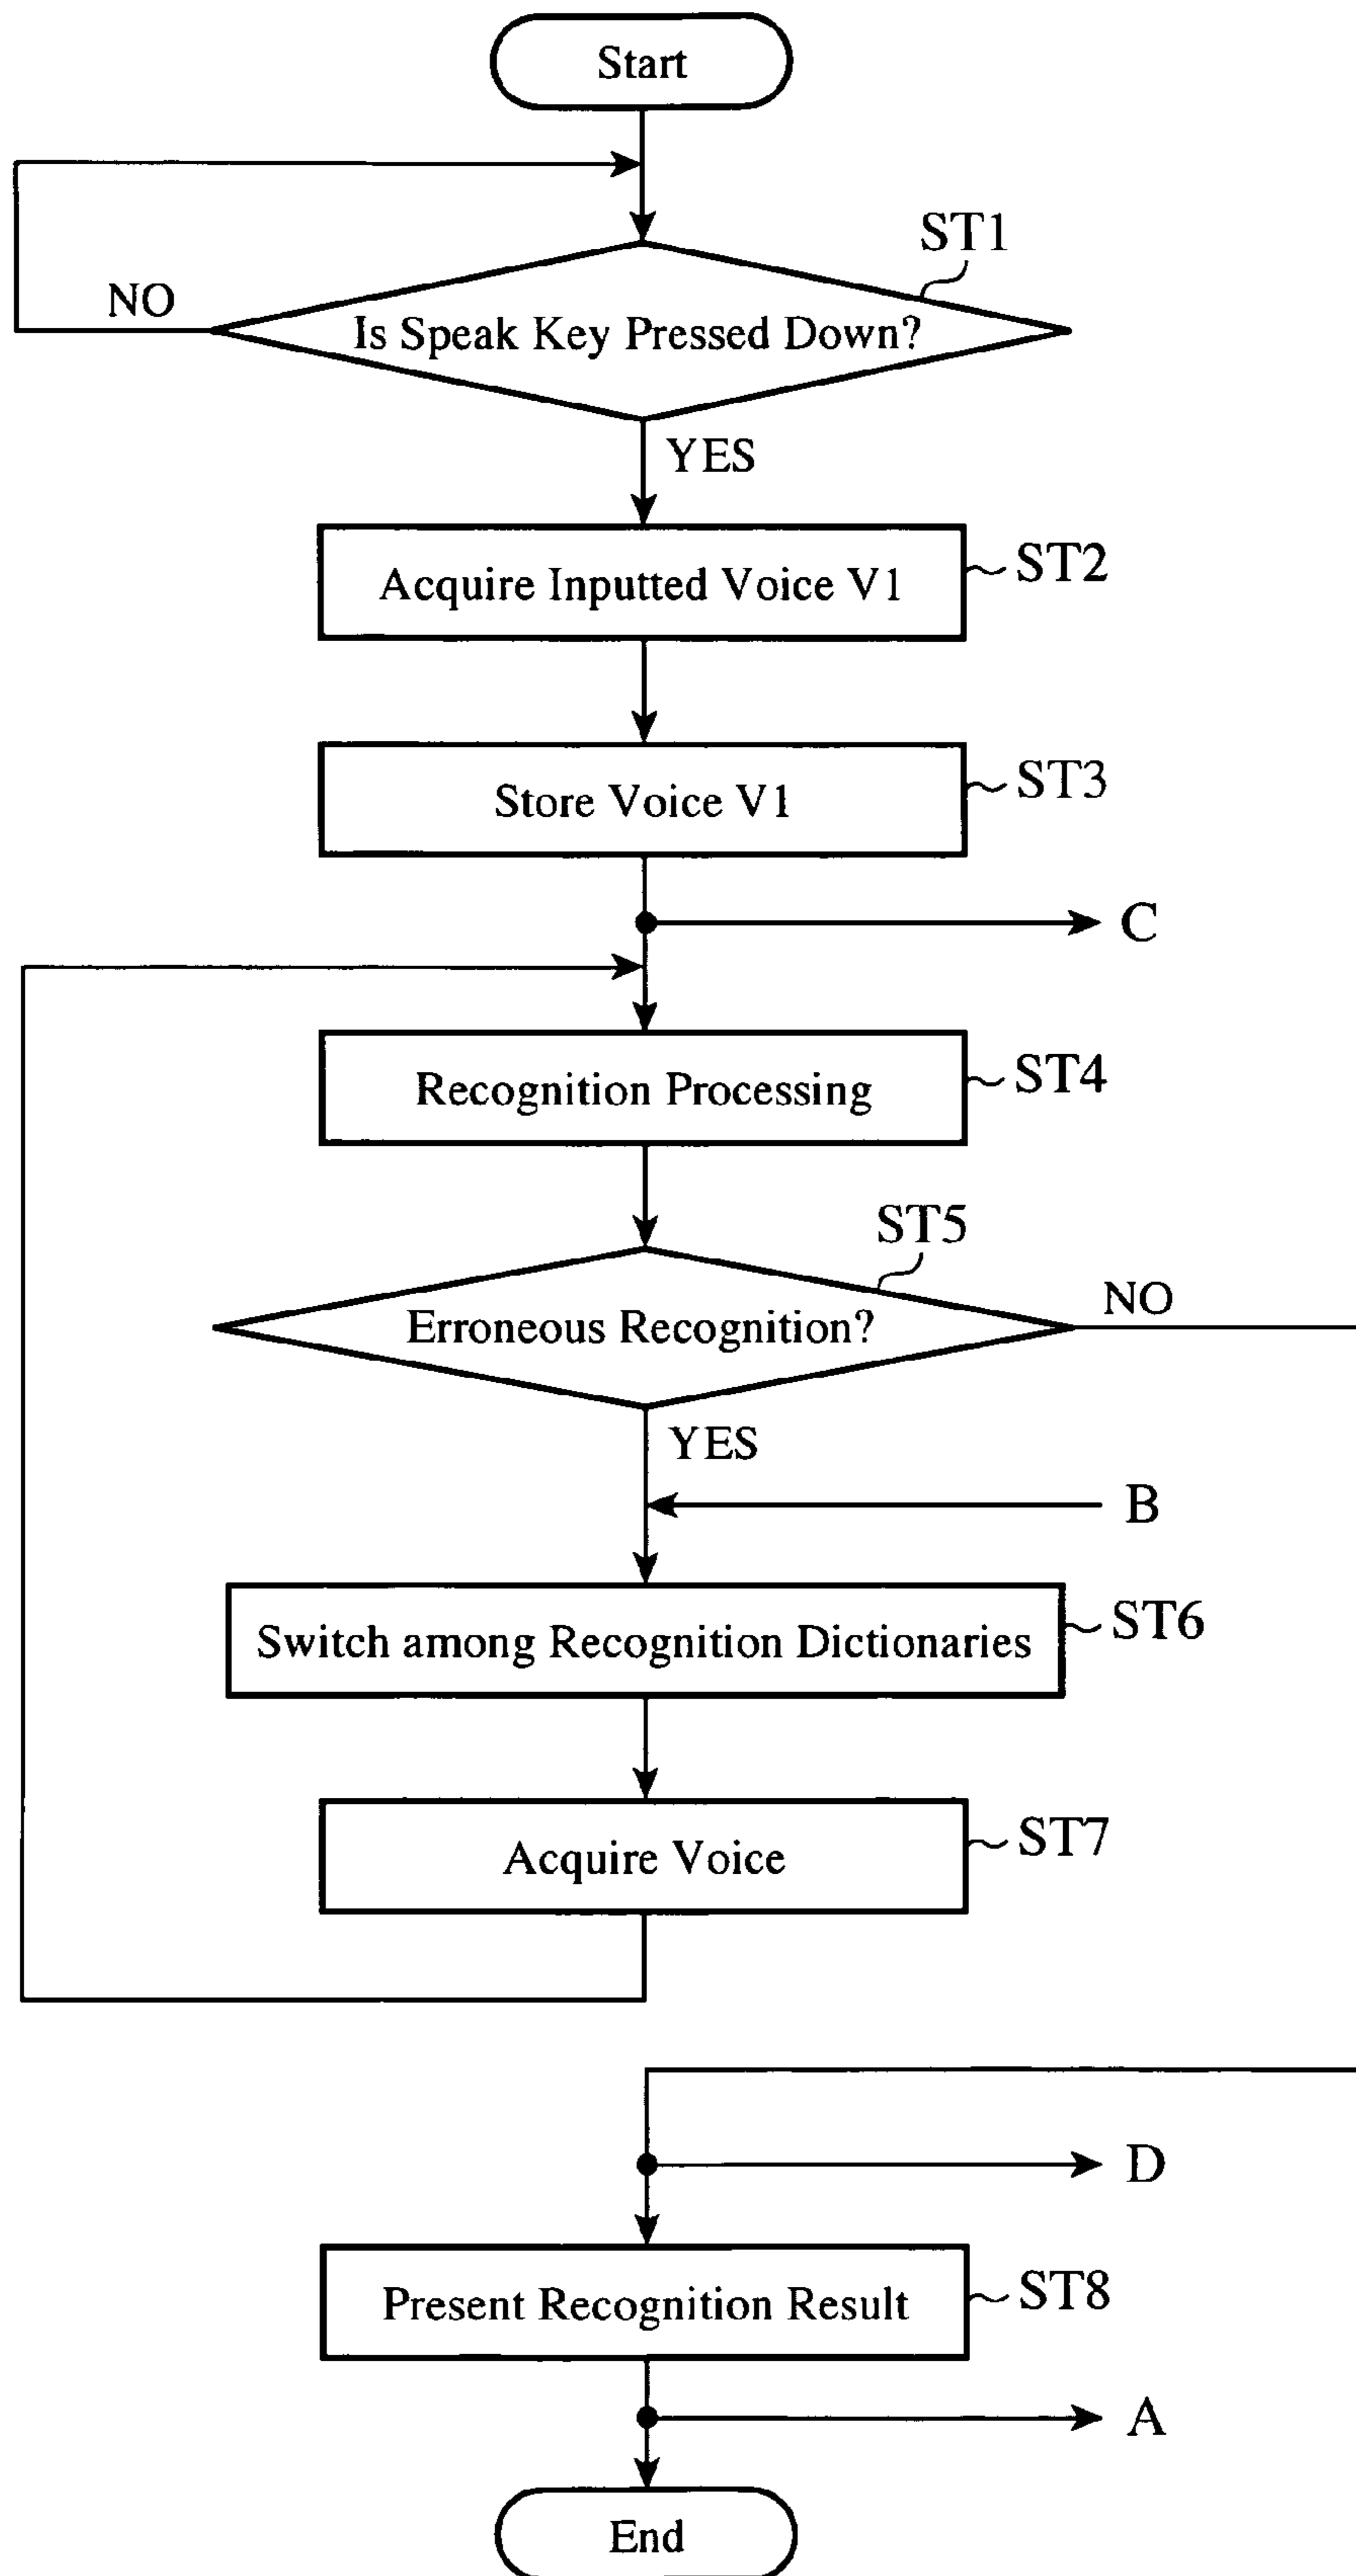 Start
ST1
NO
Is Speak Key Pressed Down?
YES
Acquire Inputted Voice V1
ST2
Store Voice V1
ST3
C
Recognition Processing
ST4
ST5
NO
Erroneous Recognition?
YES
B
Switch among Recognition Dictionaries
ST6
Acquire Voice
ST7
D
Present Recognition Result
ST8
A
End